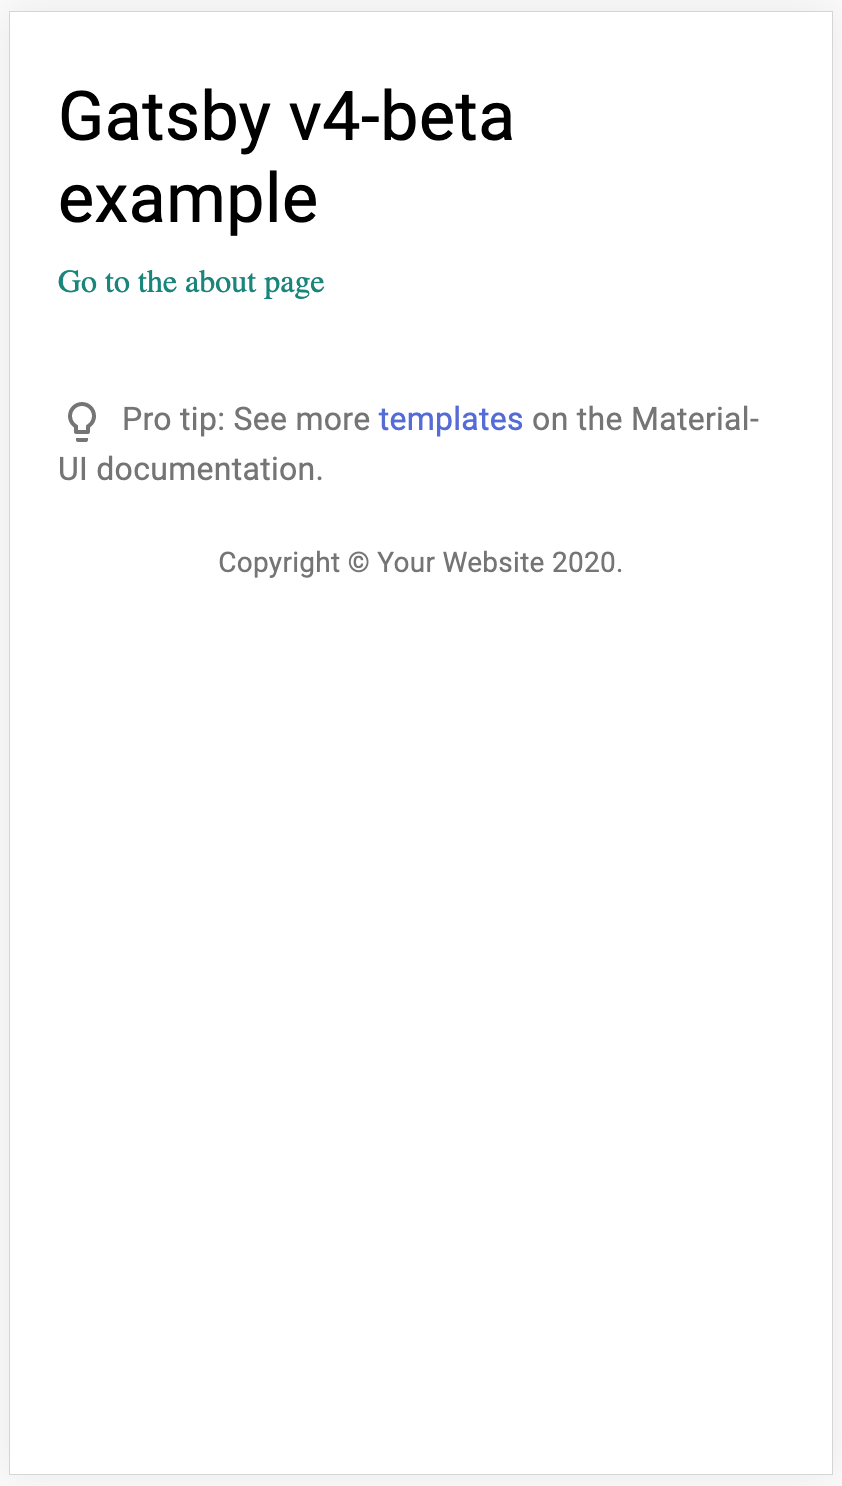 Gatsby v4-beta
example
Go to the about page
Pro tip: See more templates on the Material-
UI documentation.
Copyright © Your Website 2020.